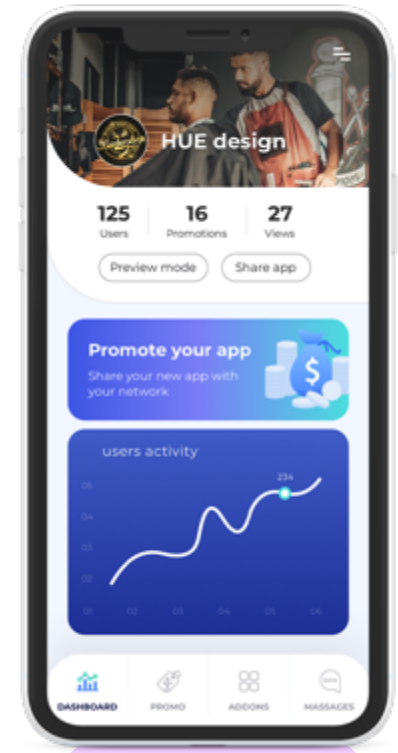 HUE design
125
Users
16
Promotions
27
Views
Preview mode
Share app
Promote your app
Share your new app with
your network
users activity
234
05
04
03
02
01 02 03 04 05 06
DASHBOARD
PROMO
ADDONS
MASSAGES